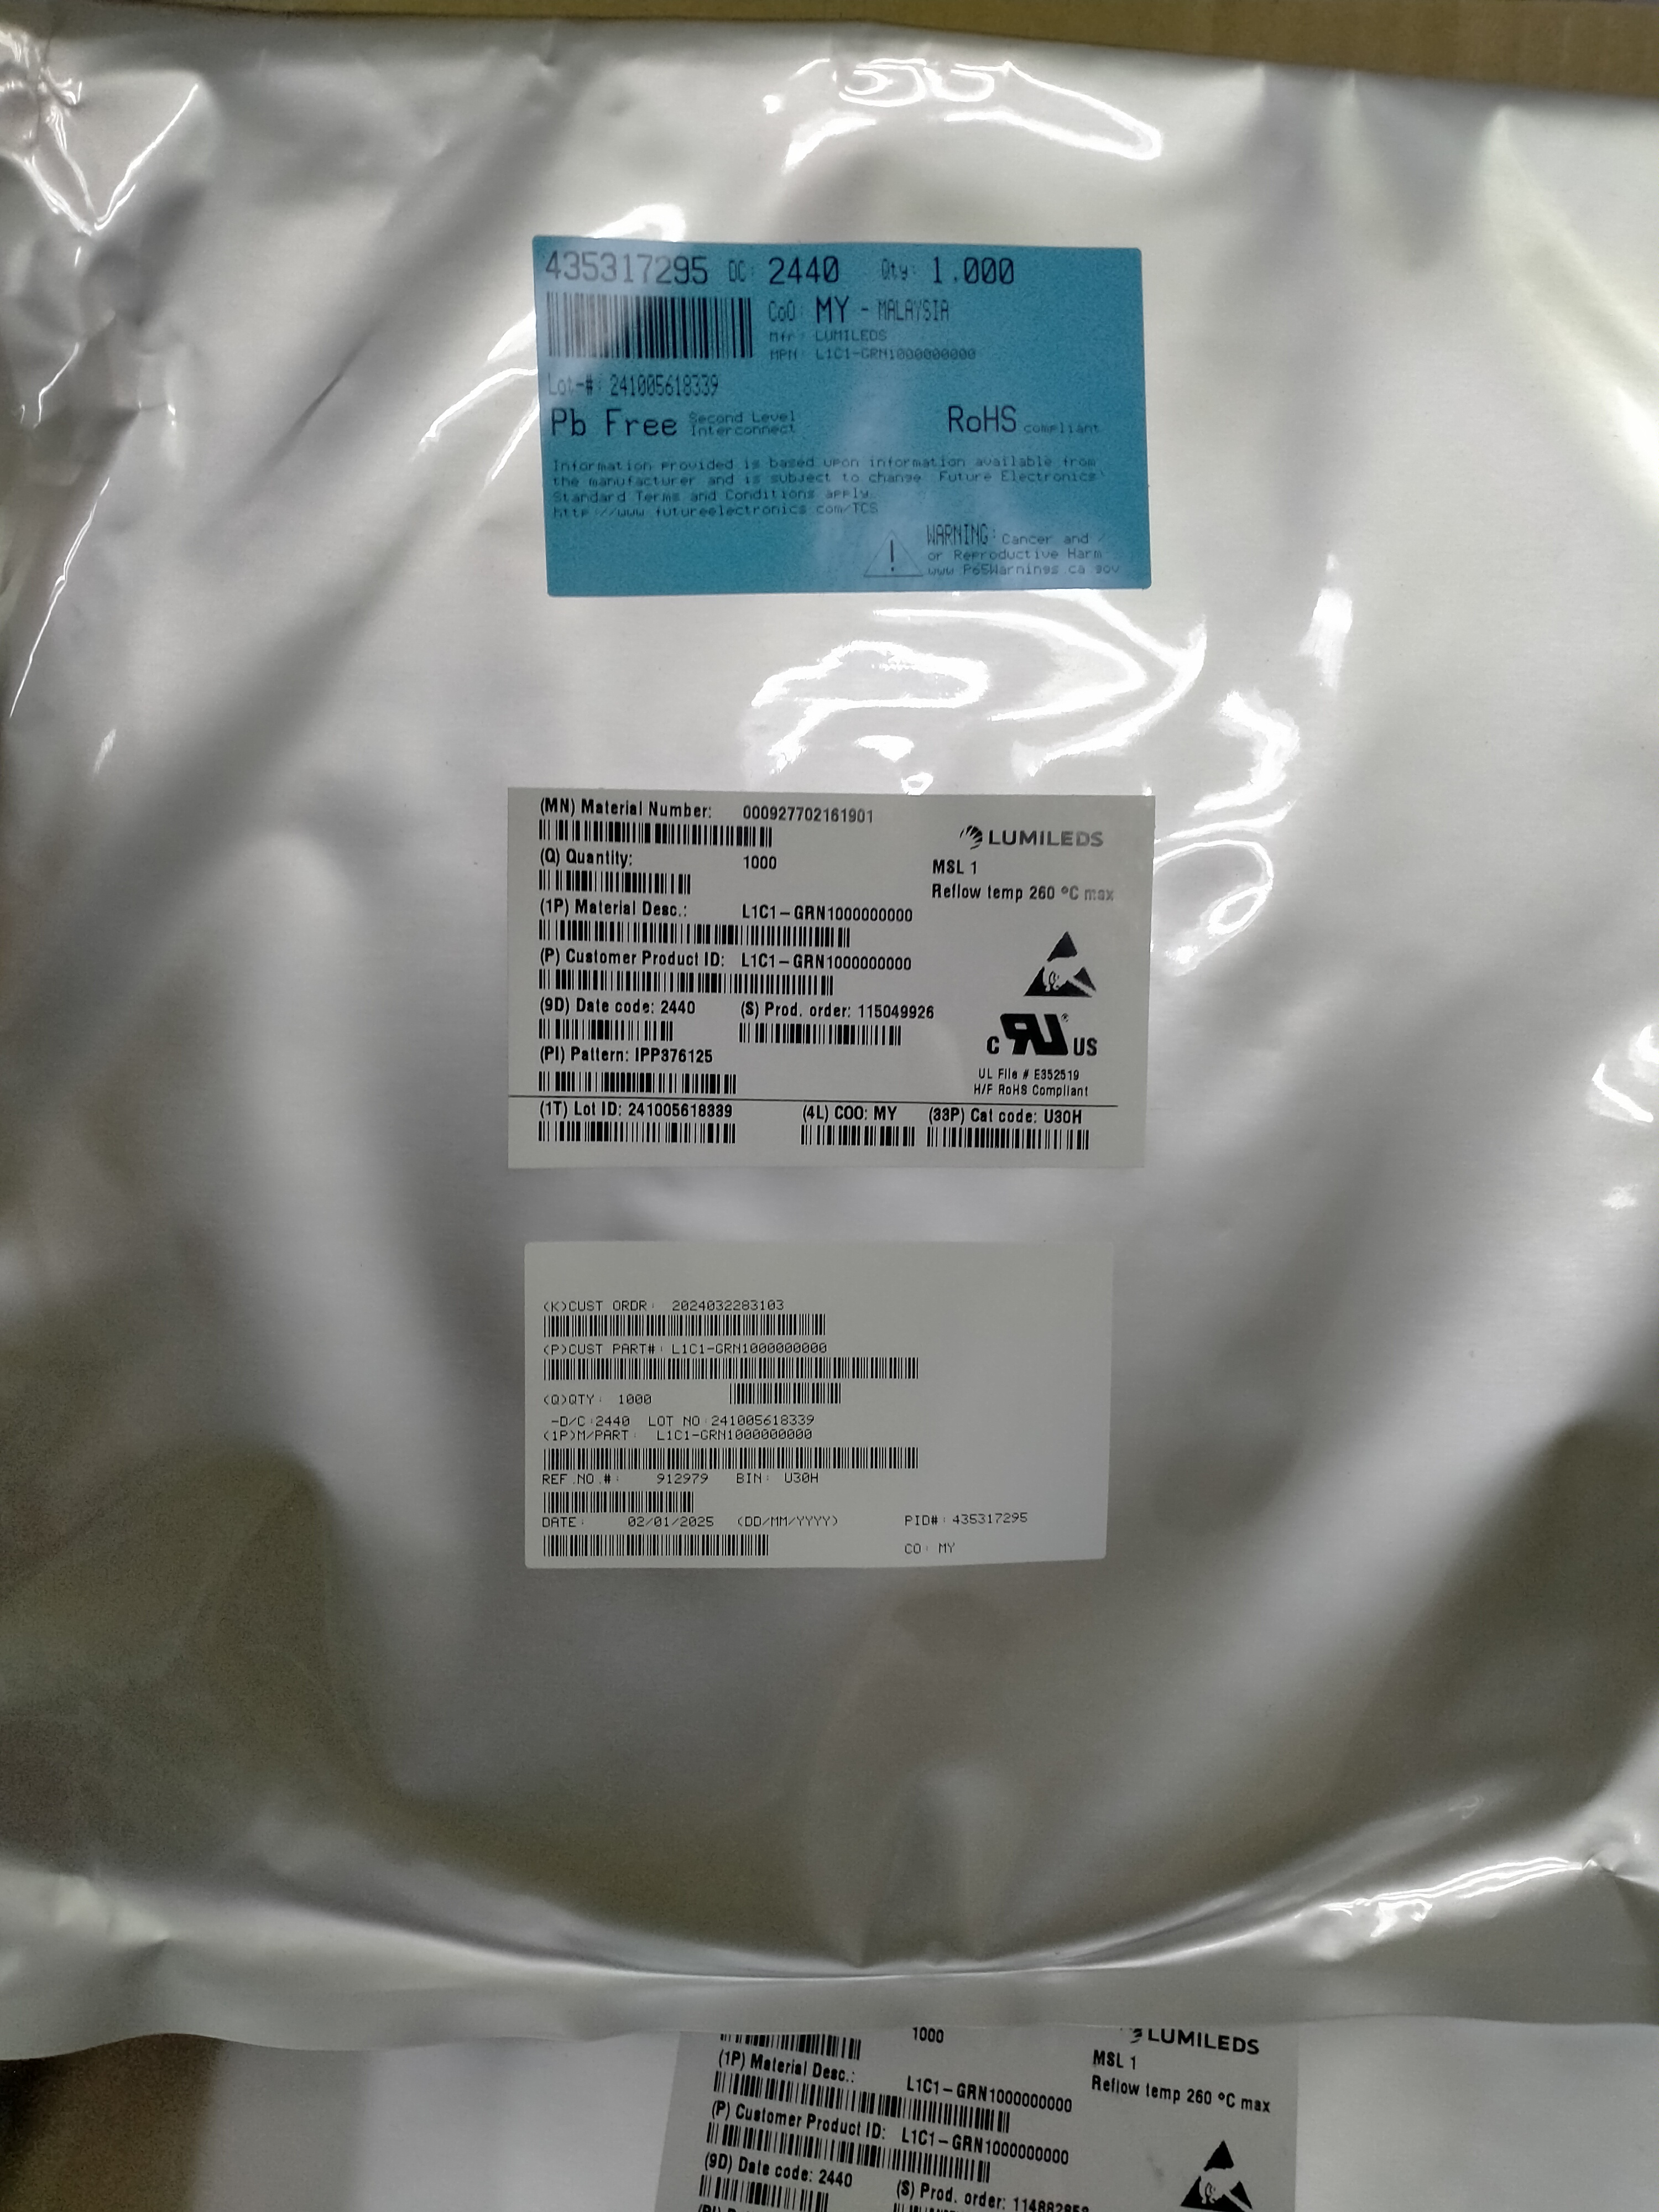 435317295 DC: 2440 Qty: 1.000
CoO: MY - MALAYSIA
Mfr: LUMILEDS
MPN: L1C1-GRN1000000000
Lot-#: 241005618339
Pb Free Second Level Interconnect RoHS compliant
Information provided is based upon information available from
the manufacturer and is subject to change. Future Electronics'
Standard Terms and Conditions apply.
http://www.futureelectronics.com/TCS
WARNING: Cancer and /
or Reproductive Harm
www.P65Warnings.ca.gov
(MN) Material Number: 000927702161901
LUMILEDS
(Q) Quantity: 1000
MSL 1
Reflow temp 260 °C max
(1P) Material Desc.: L1C1-GRN1000000000
(P) Customer Product ID: L1C1-GRN1000000000
(9D) Date code: 2440 (S) Prod. order: 115049926
c RU ® US
(PI) Pattern: IPP376125
UL File # E352519
H/F RoHS Compliant
(1T) Lot ID: 241005618339 (4L) COO: MY (33P) Cat code: U30H
(K)CUST ORDR: 2024032283103
(P)CUST PART#: L1C1-GRN1000000000
(Q)QTY: 1000
-D/C:2440 LOT NO:241005618339
(1P)M/PART: L1C1-GRN1000000000
REF.NO.#: 912979 BIN: U30H
DATE: 02/01/2025 (DD/MM/YYYY) PID#: 435317295
CO: MY
1000 LUMILEDS
(1P) Material Desc.: L1C1-GRN1000000000
MSL 1
Reflow temp 260 °C max
(P) Customer Product ID: L1C1-GRN1000000000
(9D) Date code: 2440 (S) Prod. order: